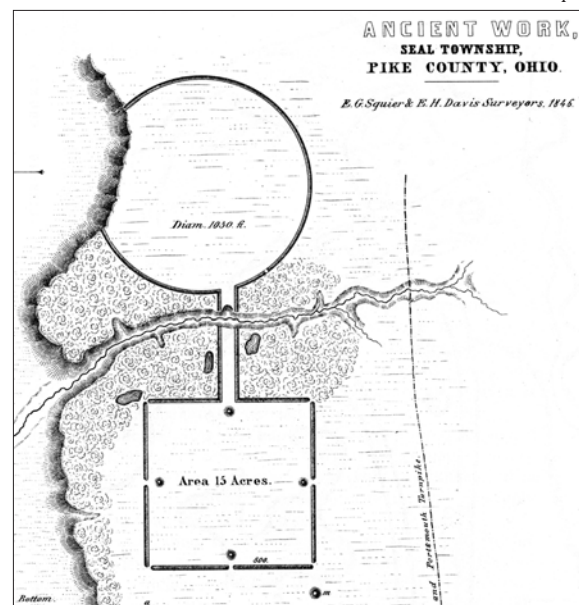 ANCIENT WORK,
SEAL TOWNSHIP,
PIKE COUNTY, OHIO.
E. G. Squier & E. H. Davis Surveyors, 1846.
Diam. 1050 ft.
Area 15 Acres.
800.
and Portsmouth Turnpike.
Bottom.
a
m